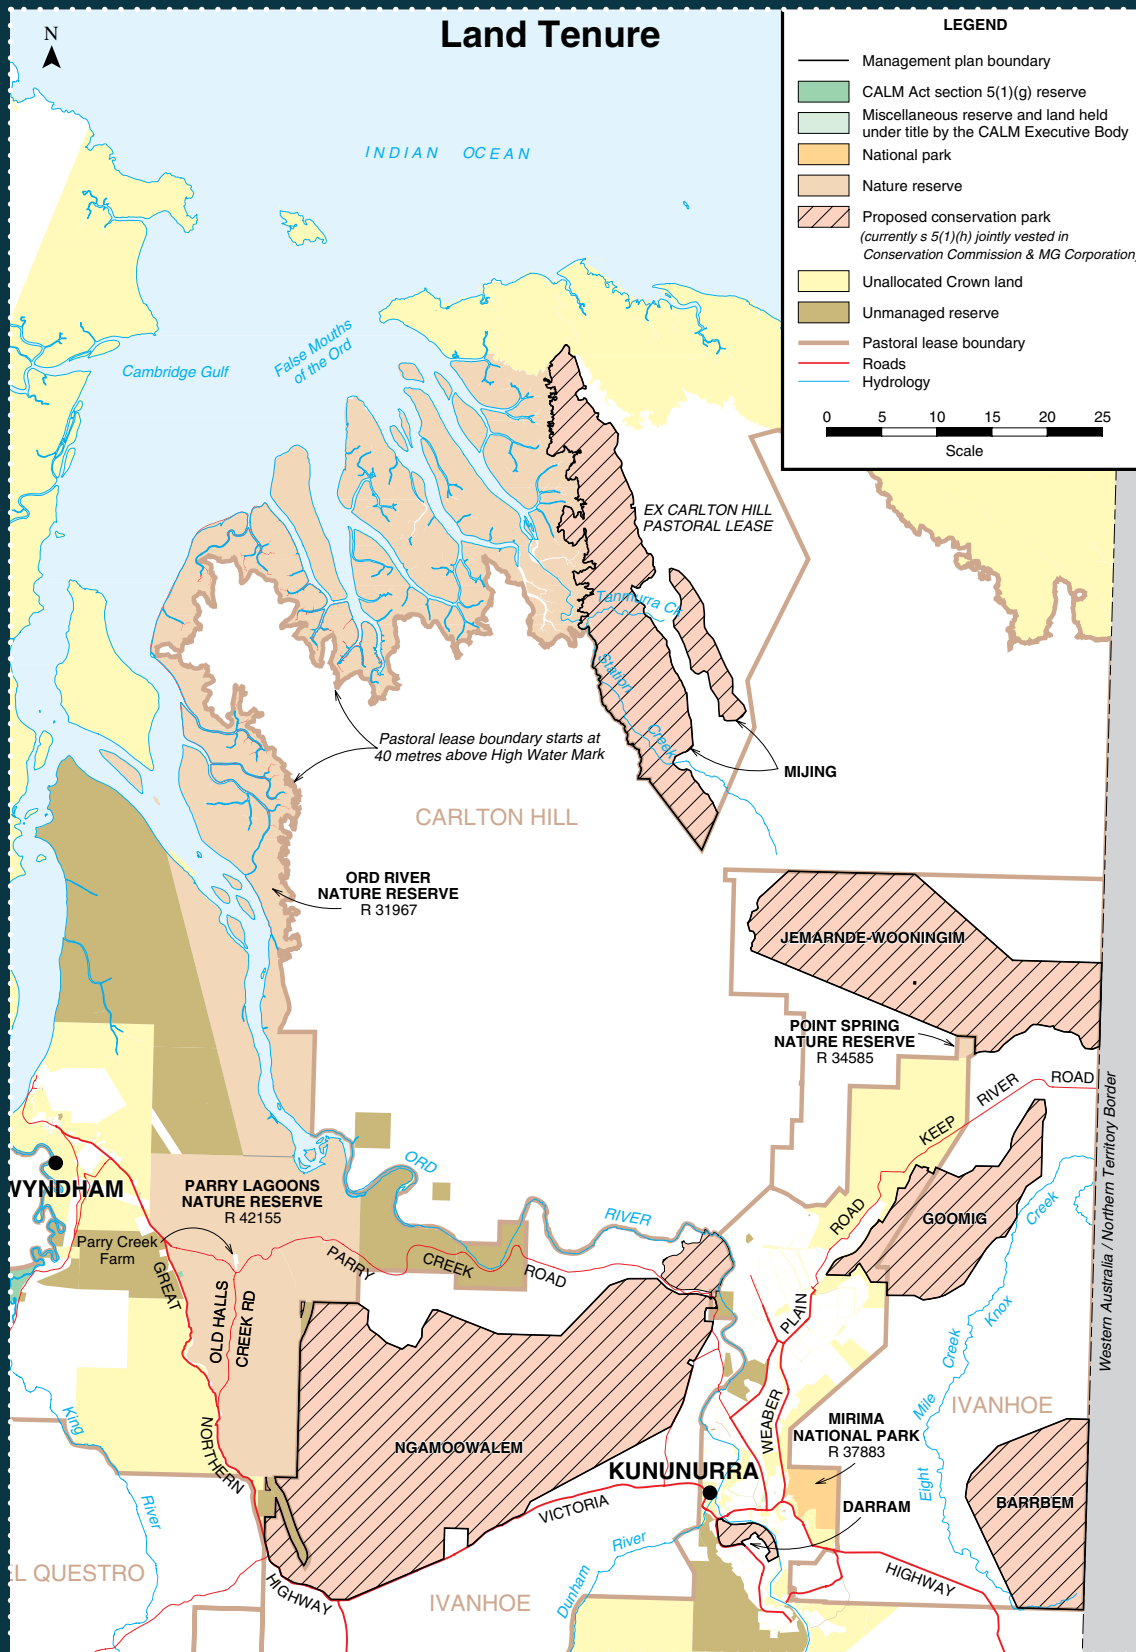 Land Tenure
N
LEGEND
Management plan boundary
CALM Act section 5(1)(g) reserve
Miscellaneous reserve and land held
under title by the CALM Executive Body
National park
Nature reserve
Proposed conservation park
(currently s 5(1)(h) jointly vested in
Conservation Commission & MG Corporation)
Unallocated Crown land
Unmanaged reserve
Pastoral lease boundary
Roads
Hydrology
0 5 10 15 20 25
Scale
INDIAN OCEAN
Cambridge Gulf
False Mouths
of the Ord
EX CARLTON HILL
PASTORAL LEASE
Tanmurra Ck
Station
Creek
Pastoral lease boundary starts at
40 metres above High Water Mark
MIJING
CARLTON HILL
ORD RIVER
NATURE RESERVE
R 31967
JEMARNDE-WOONINGIM
POINT SPRING
NATURE RESERVE
R 34585
KEEP RIVER ROAD
ORD
RIVER
WYNDHAM
PARRY LAGOONS
NATURE RESERVE
R 42155
Parry Creek
Farm
GREAT
NORTHERN
HIGHWAY
OLD HALLS
CREEK RD
PARRY CREEK ROAD
GOOMIG
Creek
Knox
WEABER PLAIN ROAD
Western Australia / Northern Territory Border
Eight Mile Creek
IVANHOE
King
River
NGAMOOWALEM
MIRIMA
NATIONAL PARK
R 37883
KUNUNURRA
DARRAM
BARRBEM
VICTORIA
HIGHWAY
Dunham River
EL QUESTRO
IVANHOE